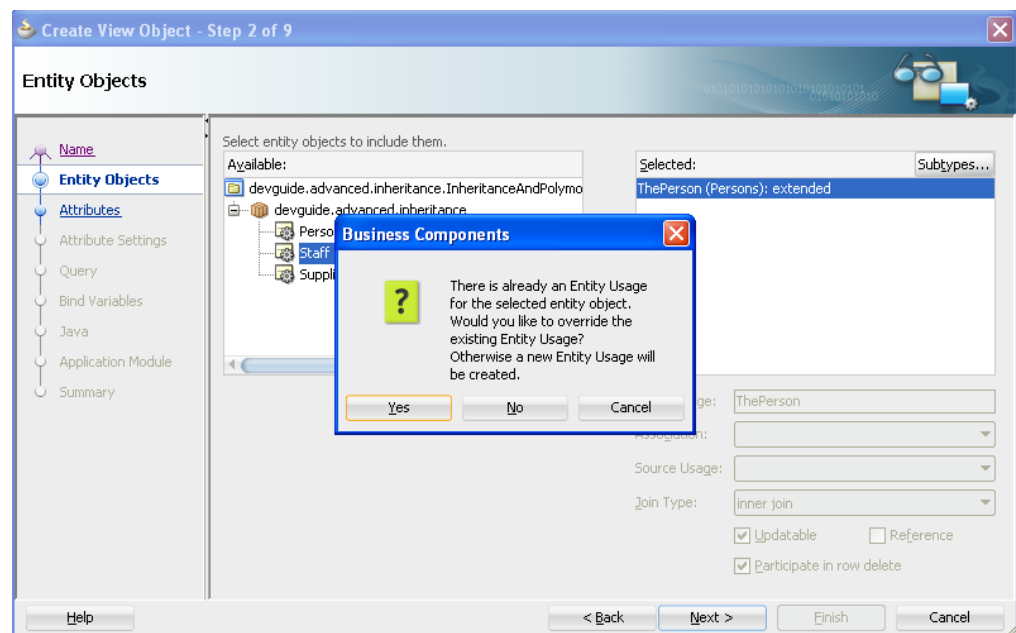 Create View Object - Step 2 of 9
Entity Objects
Name
Entity Objects
Attributes
Attribute Settings
Query
Bind Variables
Java
Application Module
Summary
Select entity objects to include them.
Available:
devguide.advanced.inheritance.InheritanceAndPolymo
devguide.advanced.inheritance
Perso
Staff
Suppli
Selected:
Subtypes...
ThePerson (Persons): extended
Business Components
There is already an Entity Usage
for the selected entity object.
Would you like to override the
existing Entity Usage?
Otherwise a new Entity Usage will
be created.
Yes No Cancel
ge: ThePerson
Association:
Source Usage:
Join Type: inner join
Updatable Reference
Participate in row delete
Help < Back Next > Finish Cancel